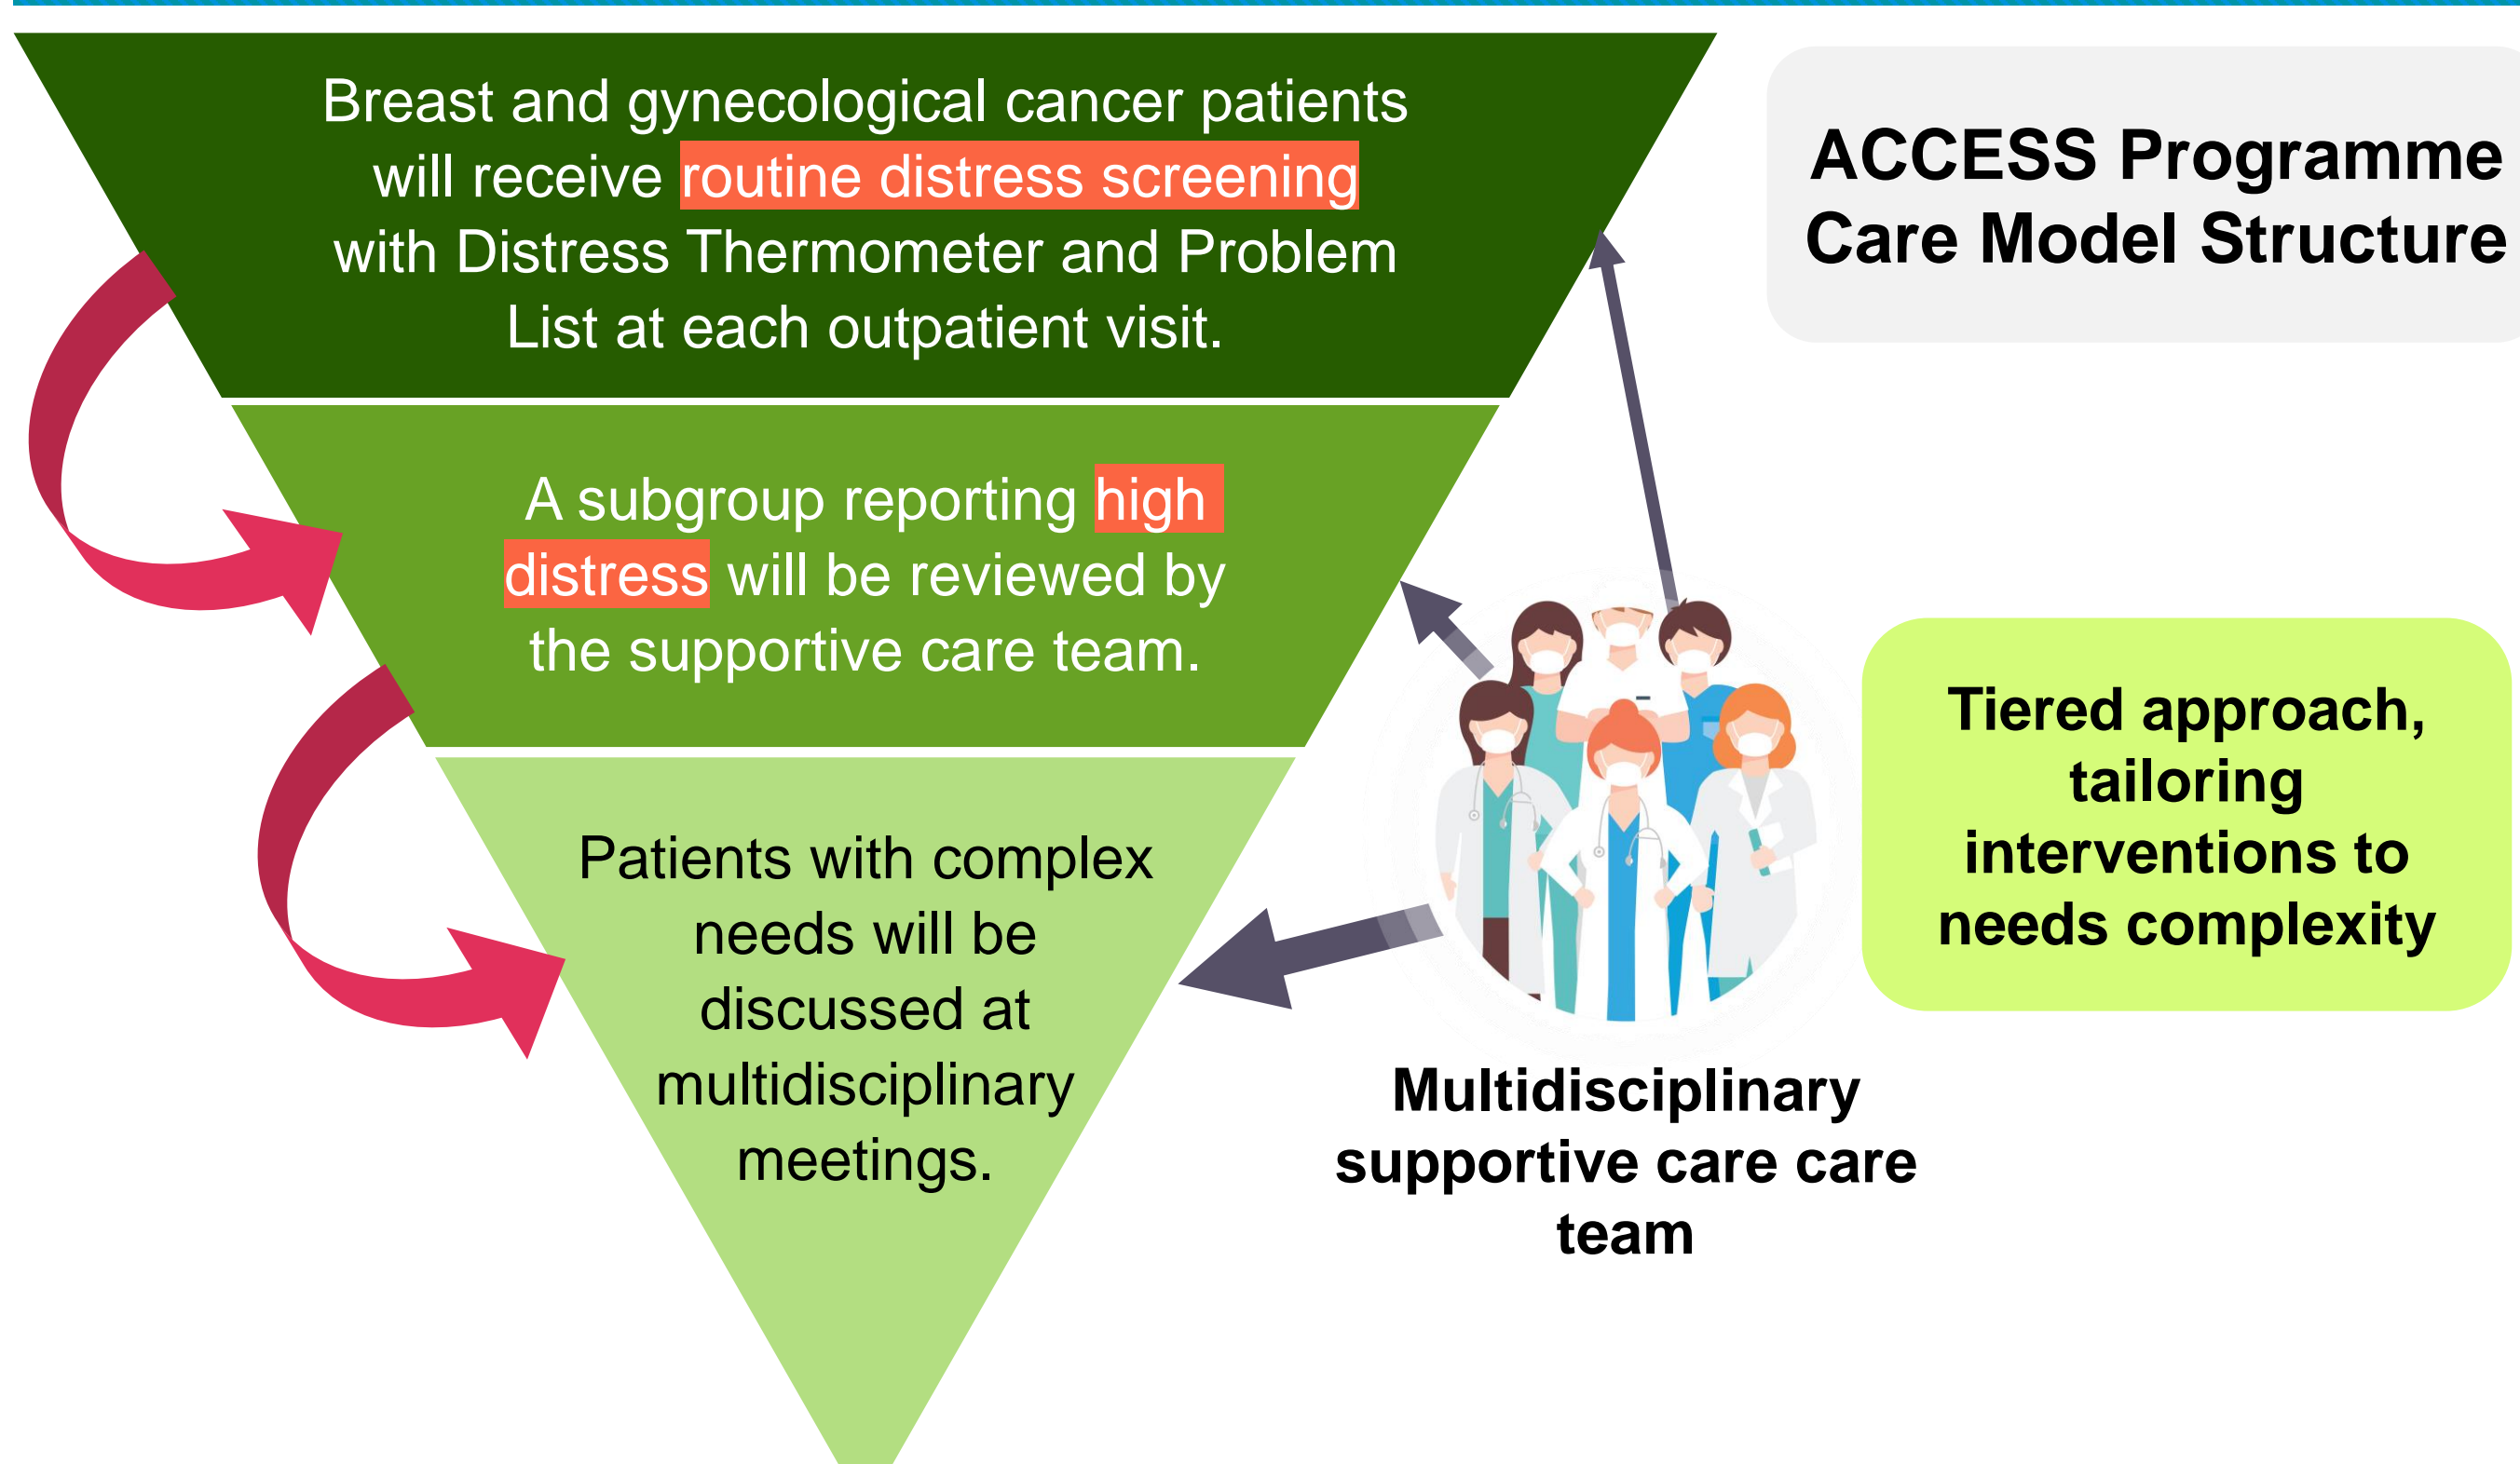 Breast and gynecological cancer patients
will receive routine distress screening
with Distress Thermometer and Problem
List at each outpatient visit.
ACCESS Programme
Care Model Structure
A subgroup reporting high
distress will be reviewed by
the supportive care team.
Tiered approach,
tailoring
interventions to
needs complexity
Patients with complex
needs will be
discussed at
multidisciplinary
meetings.
Multidisciplinary
supportive care care
team